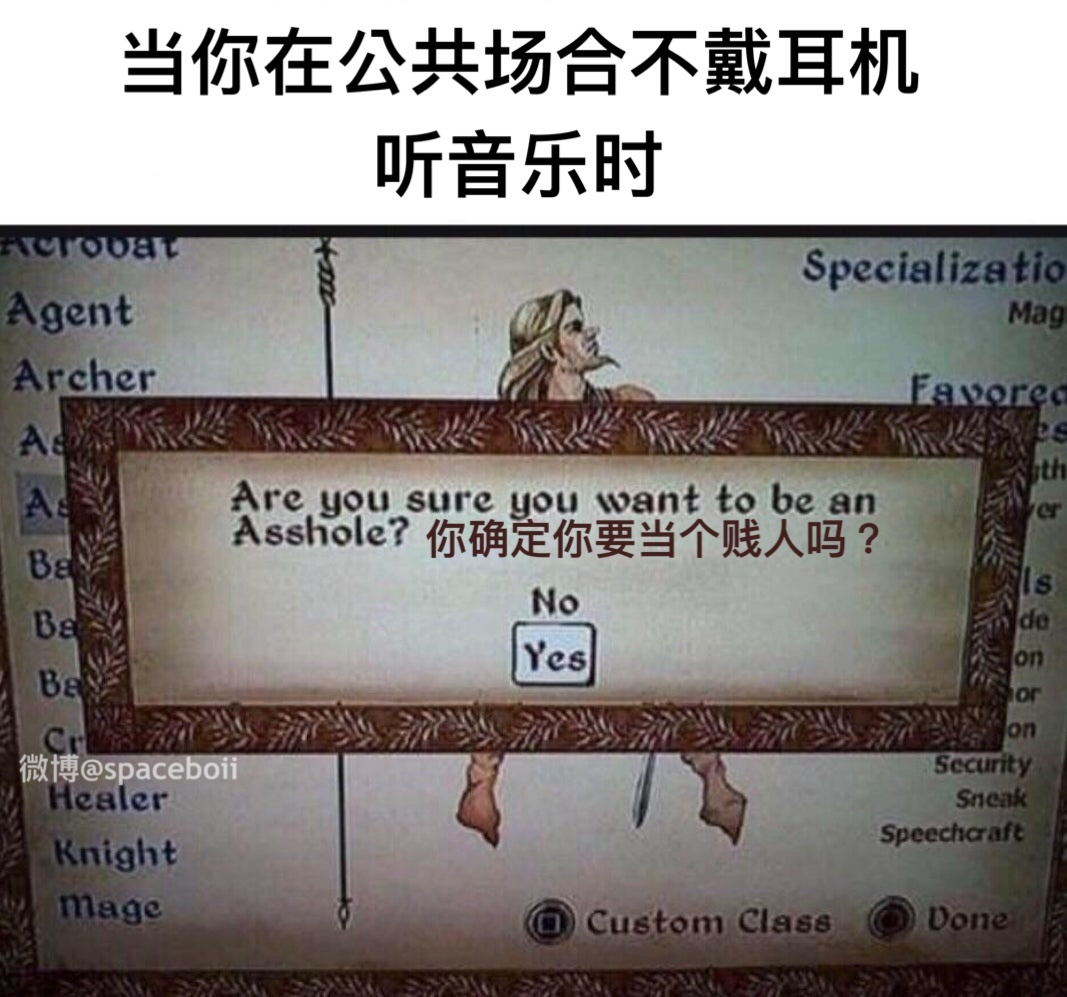 当你在公共场合不戴耳机
听音乐时
Acrobat
Agent
Archer
Specializatio
Mag
Favored
Are you sure you want to be an
Asshole? 你确定你要当个贱人吗？
No
Yes
微博@spaceboii
Healer
Knight
Mage
Security
Sneak
Speechcraft
Custom Class
Done